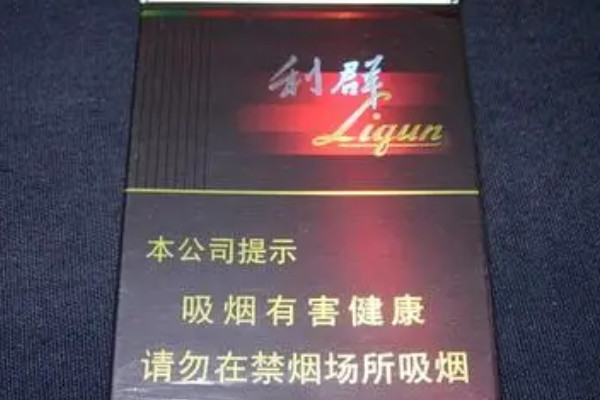 利群
Liqun
本公司提示
吸烟有害健康
请勿在禁烟场所吸烟